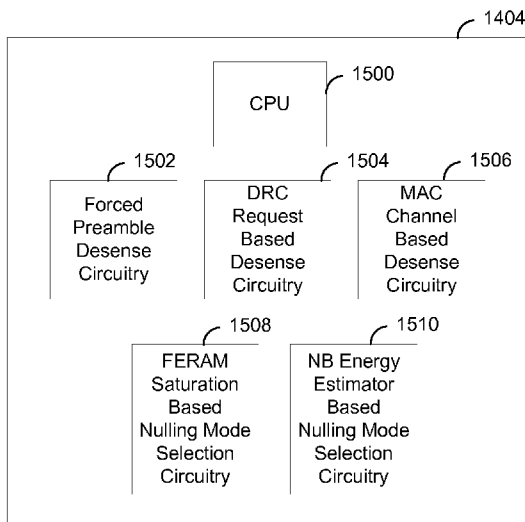 1404
1500
CPU
1502
Forced
Preamble
Desense
Circuitry
1504
DRC
Request
Based
Desense
Circuitry
1506
MAC
Channel
Based
Desense
Circuitry
1508
FERAM
Saturation
Based
Nulling Mode
Selection
Circuitry
1510
NB Energy
Estimator
Based
Nulling Mode
Selection
Circuitry